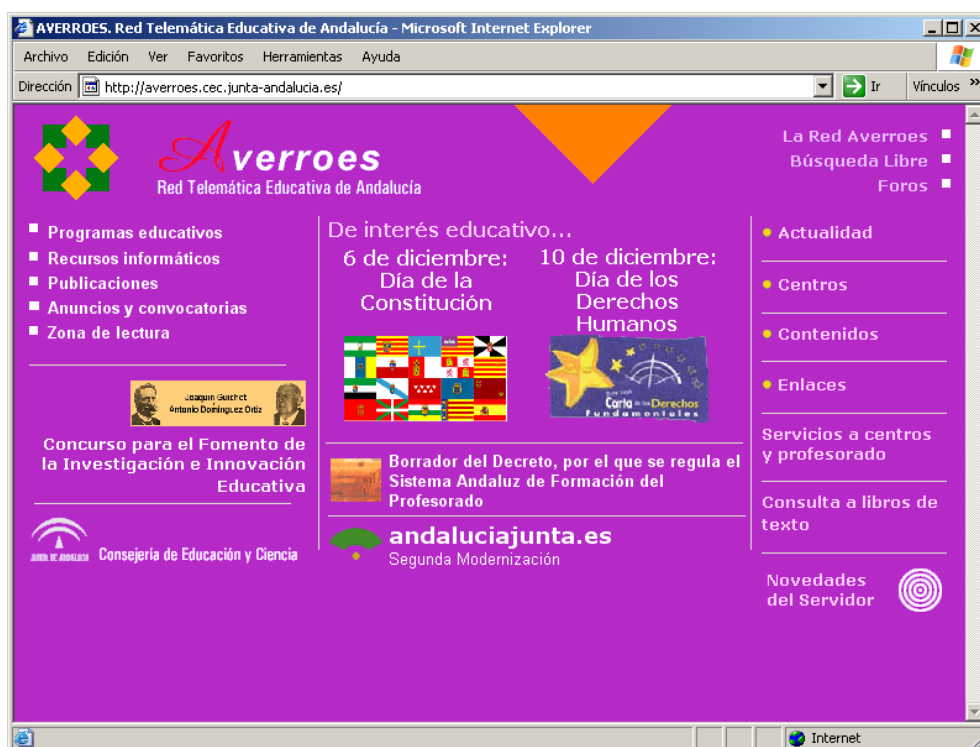 AVERROES. Red Telemática Educativa de Andalucía - Microsoft Internet Explorer
Archivo Edición Ver Favoritos Herramientas Ayuda
Dirección http://averroes.cec.junta-andalucia.es/ Ir Vínculos »
Averroes
Red Telemática Educativa de Andalucía
La Red Averroes
Búsqueda Libre
Foros
Programas educativos
Recursos informáticos
Publicaciones
Anuncios y convocatorias
Zona de lectura
Joaquin Guichot
Antonio Domínguez Ortiz
Concurso para el Fomento de
la Investigación e Innovación
Educativa
JUNTA DE ANDALUCIA
Consejería de Educación y Ciencia
De interés educativo...
6 de diciembre:
Día de la
Constitución
10 de diciembre:
Día de los
Derechos
Humanos
Carta de los Derechos
Fundamentales
Borrador del Decreto, por el que se regula el
Sistema Andaluz de Formación del
Profesorado
andaluciajunta.es
Segunda Modernización
Actualidad
Centros
Contenidos
Enlaces
Servicios a centros
y profesorado
Consulta a libros de
texto
Novedades
del Servidor
Internet